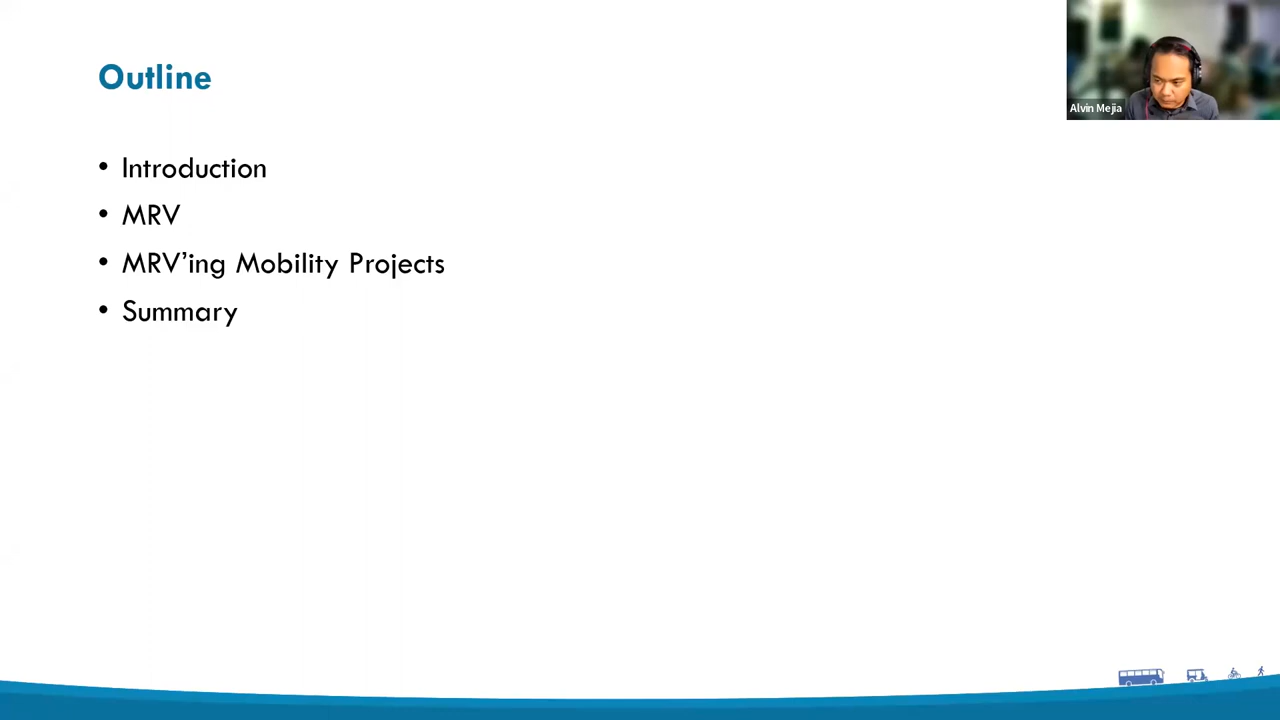 Outline
• Introduction
• MRV
• MRV’ing Mobility Projects
• Summary
Alvin Mejia